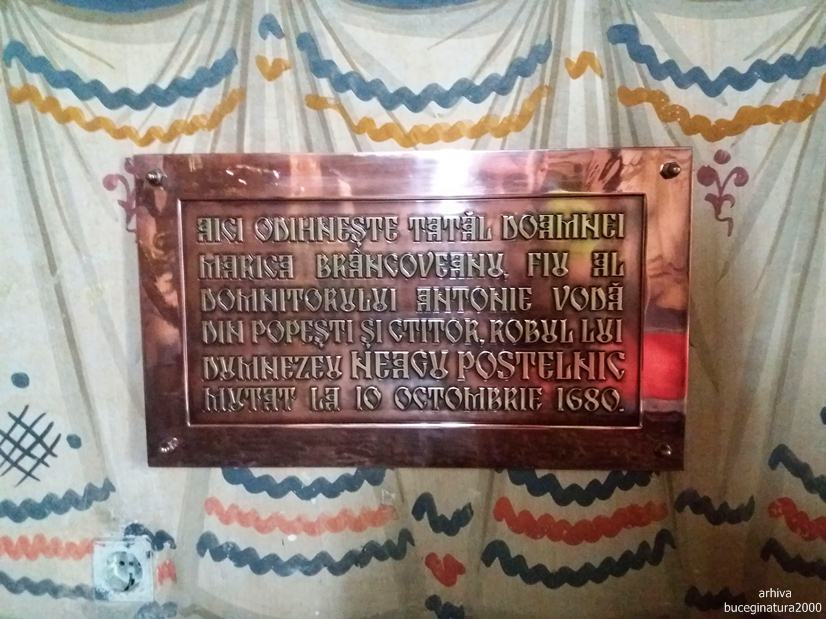 AICI ODIHNEȘTE TATĂL DOAMNEI
MARICA BRÂNCOVEANU, FIU AL
DOMNITORULUI ANTONIE VODĂ
DIN POPEȘTI ȘI CTITOR, ROBUL LUI
DUMNEZEU NEAGU POSTELNIC
MUTAT LA 10 OCTOMBRIE 1680.
arhiva
buceginatura2000